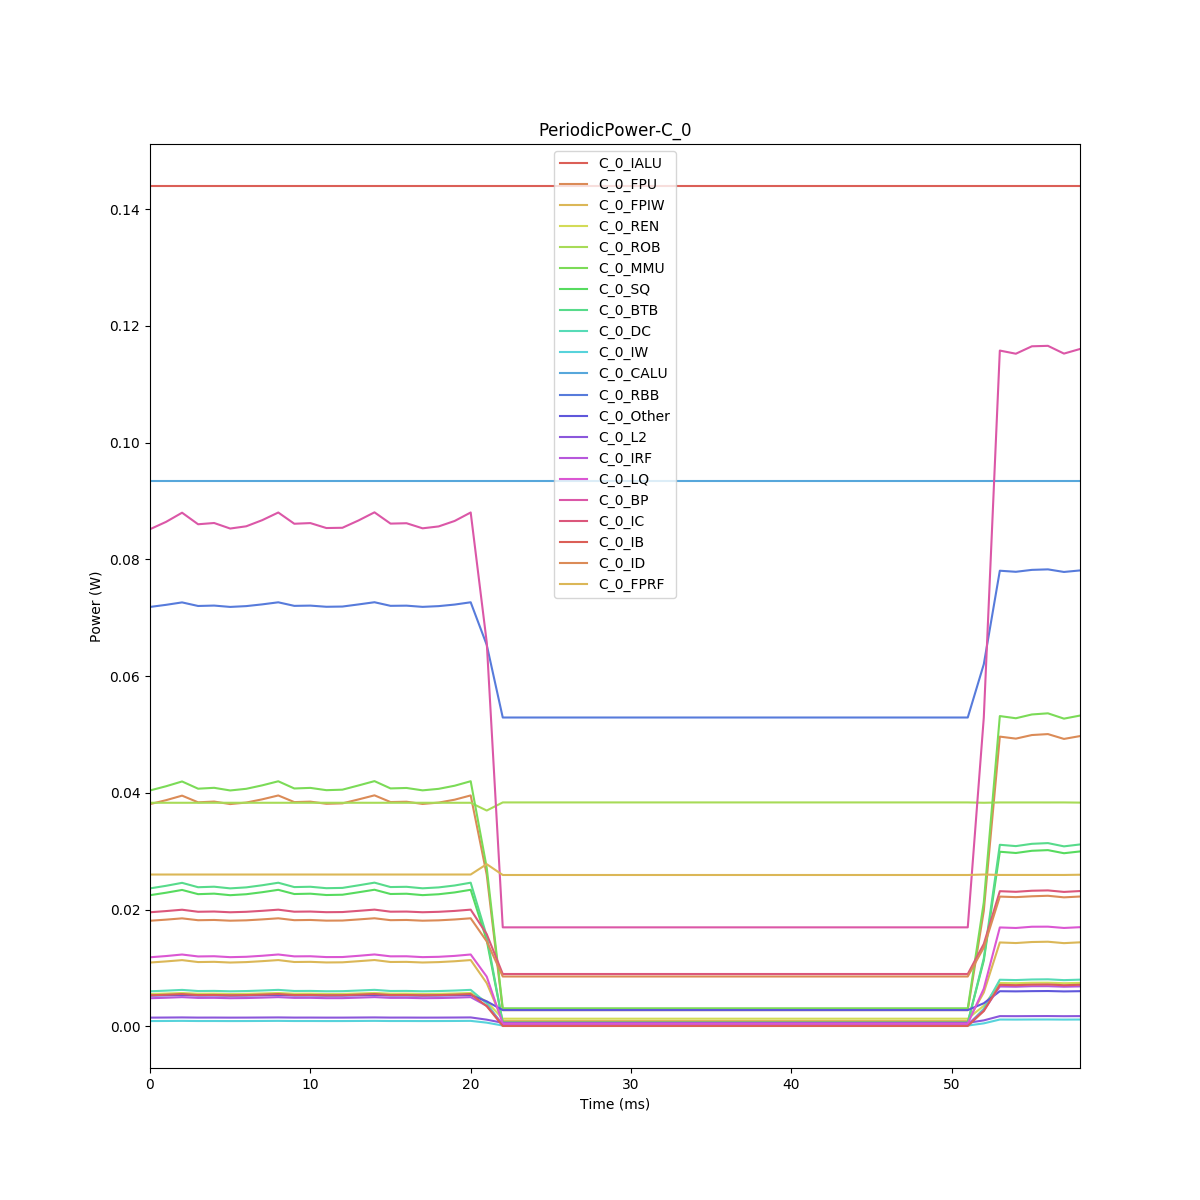 PeriodicPower-C_0
C_0_IALU
C_0_FPU
C_0_FPIW
C_0_REN
C_0_ROB
C_0_MMU
C_0_SQ
C_0_BTB
C_0_DC
C_0_IW
C_0_CALU
C_0_RBB
C_0_Other
C_0_L2
C_0_IRF
C_0_LQ
C_0_BP
C_0_IC
C_0_IB
C_0_ID
C_0_FPRF
0.14
0.12
0.10
0.08
0.06
0.04
0.02
0.00
Power (W)
0 10 20 30 40 50
Time (ms)